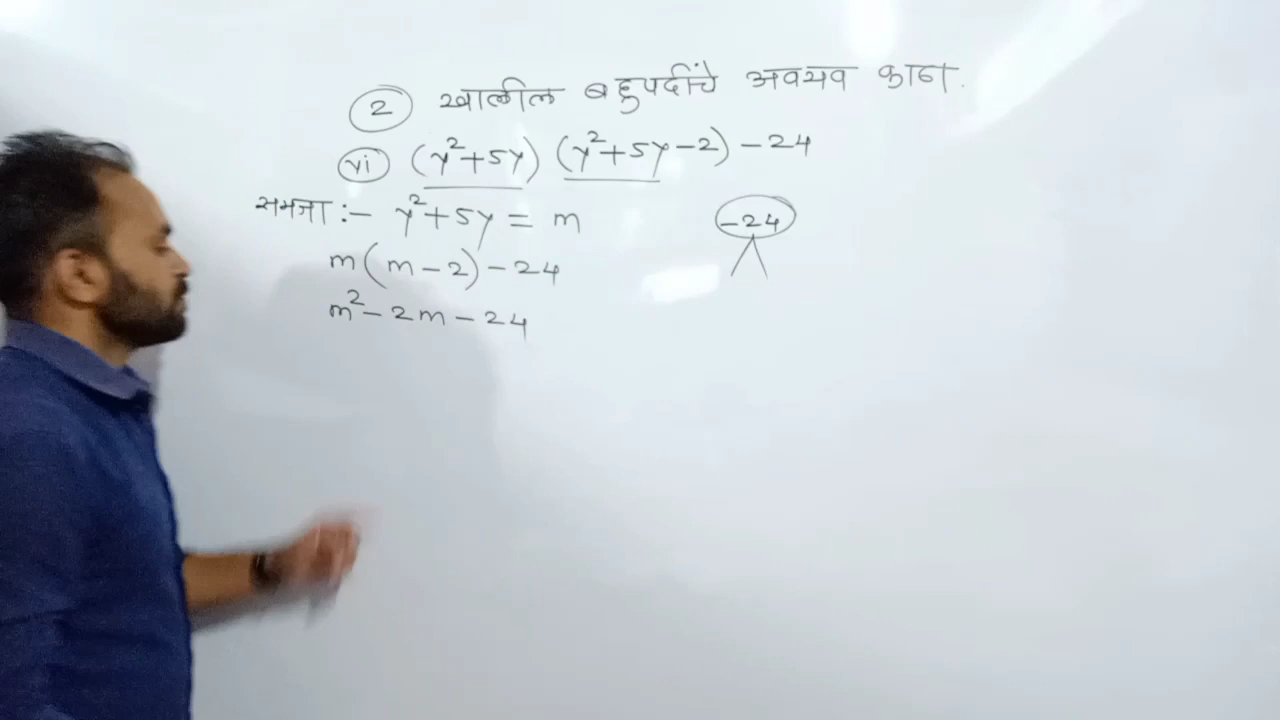 2 खालील बहुपदींचे अवयव काढा.
vi (y²+5y) (y²+5y-2) -24
समजा :- y²+5y = m
-24
m(m-2)-24
m²-2m-24